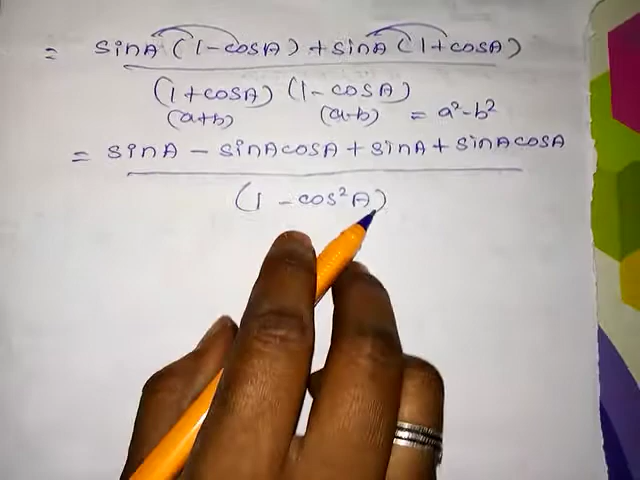 = sinA (1-cosA) + sinA (1+cosA)
(1+cosA) (1-cosA)
(a+b) (a-b) = a²-b²
= sinA - sinAcosA + sinA + sinAcosA
(1 - cos²A)